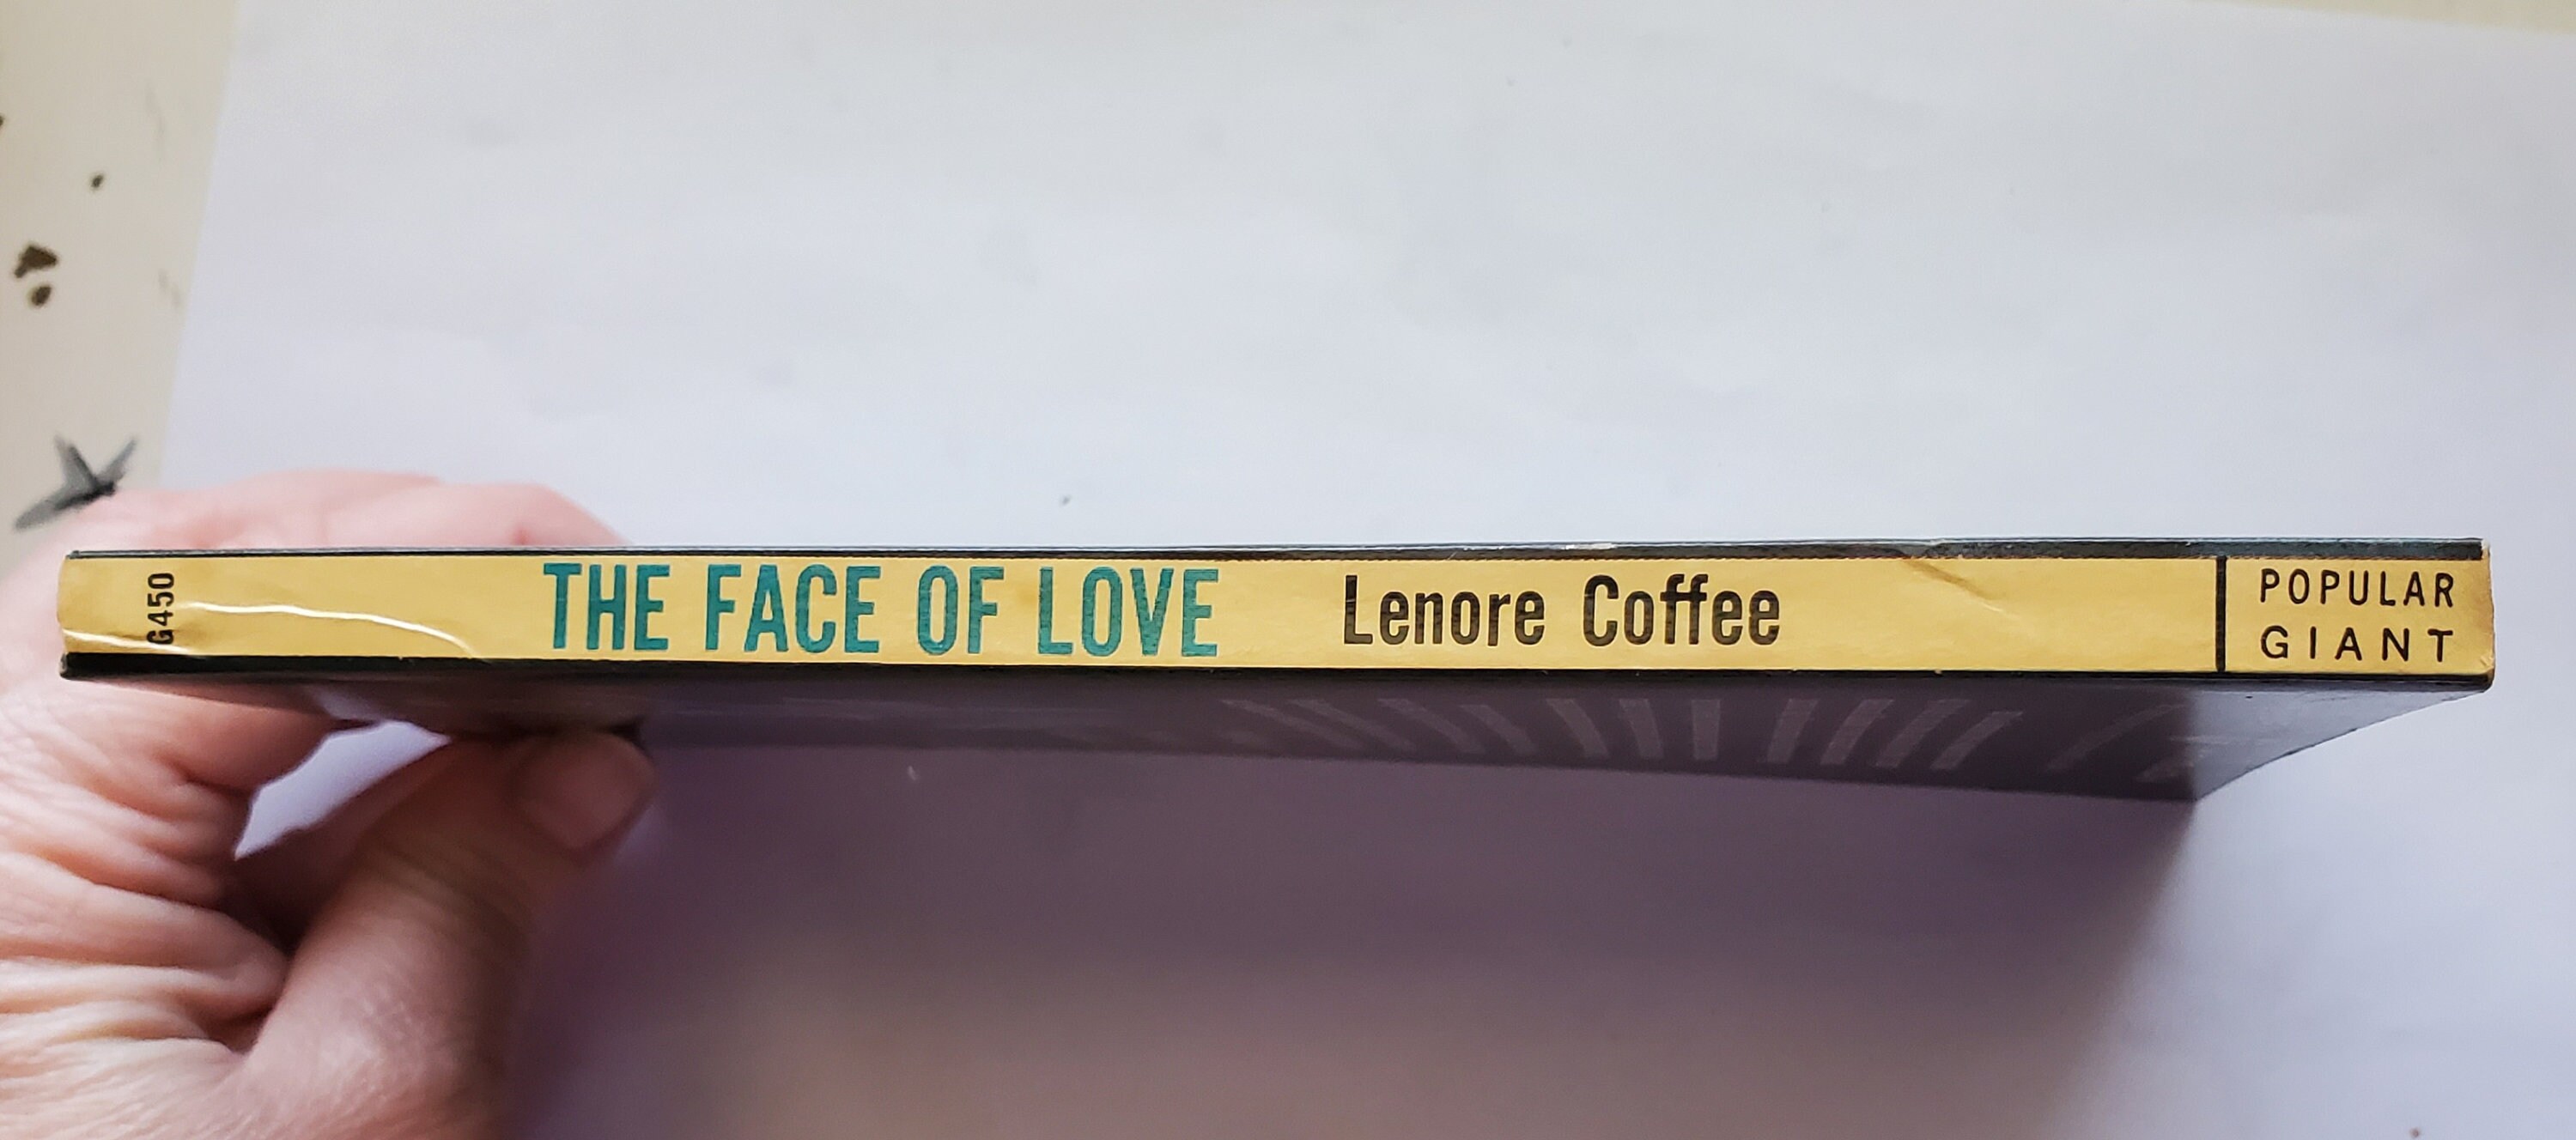 G450
THE FACE OF LOVE Lenore Coffee
POPULAR
GIANT